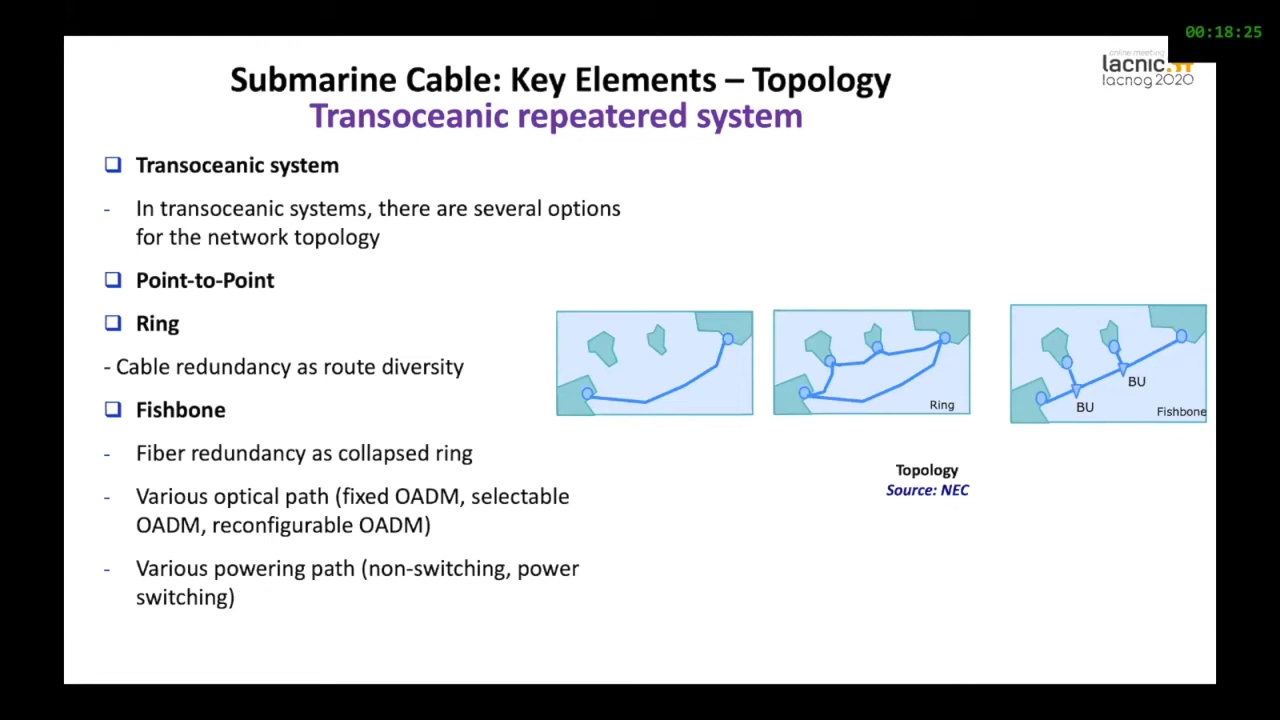 00:18:25
online meeting
lacnic
lacnog 2020
Submarine Cable: Key Elements – Topology
Transoceanic repeatered system
❑ Transoceanic system
- In transoceanic systems, there are several options
for the network topology
❑ Point-to-Point
❑ Ring
- Cable redundancy as route diversity
❑ Fishbone
- Fiber redundancy as collapsed ring
- Various optical path (fixed OADM, selectable
OADM, reconfigurable OADM)
- Various powering path (non-switching, power
switching)
Ring
BU
BU
Fishbone
Topology
Source: NEC